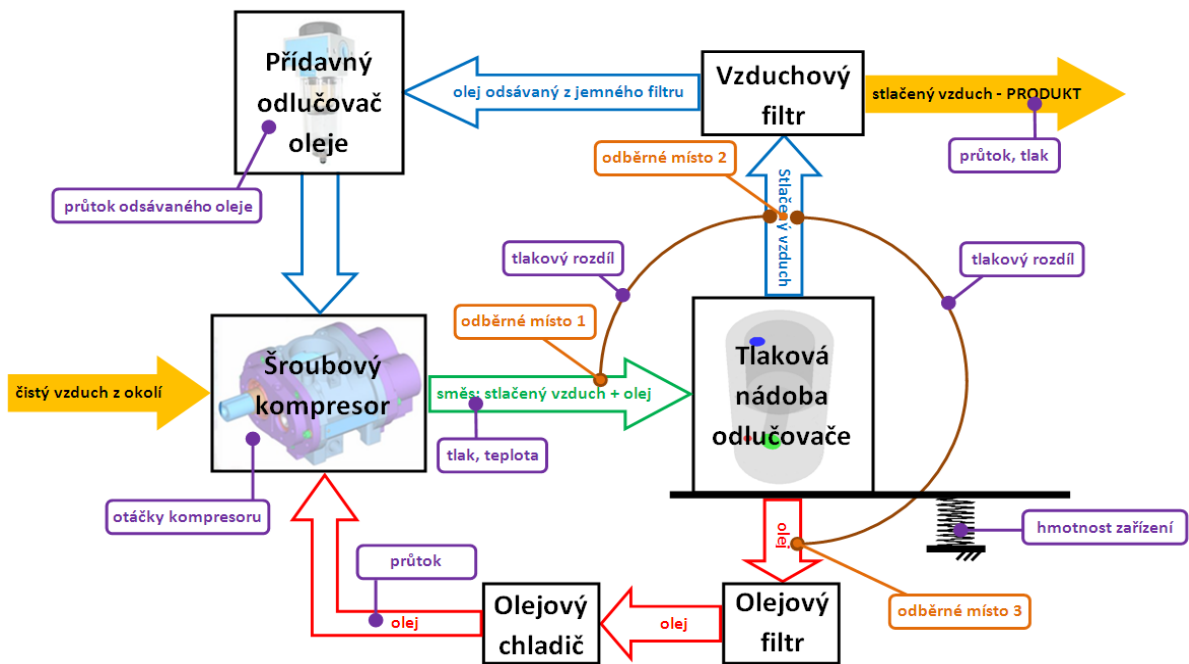 Přídavný
odlučovač
oleje
olej odsávaný z jemného filtru
Vzduchový
filtr
stlačený vzduch - PRODUKT
průtok, tlak
odběrné místo 2
průtok odsávaného oleje
Stlačený vzduch
tlakový rozdíl
tlakový rozdíl
odběrné místo 1
čistý vzduch z okolí
Šroubový
kompresor
směs: stlačený vzduch + olej
Tlaková
nádoba
odlučovače
tlak, teplota
otáčky kompresoru
olej
hmotnost zařízení
průtok
olej
Olejový
chladič
olej
Olejový
filtr
odběrné místo 3